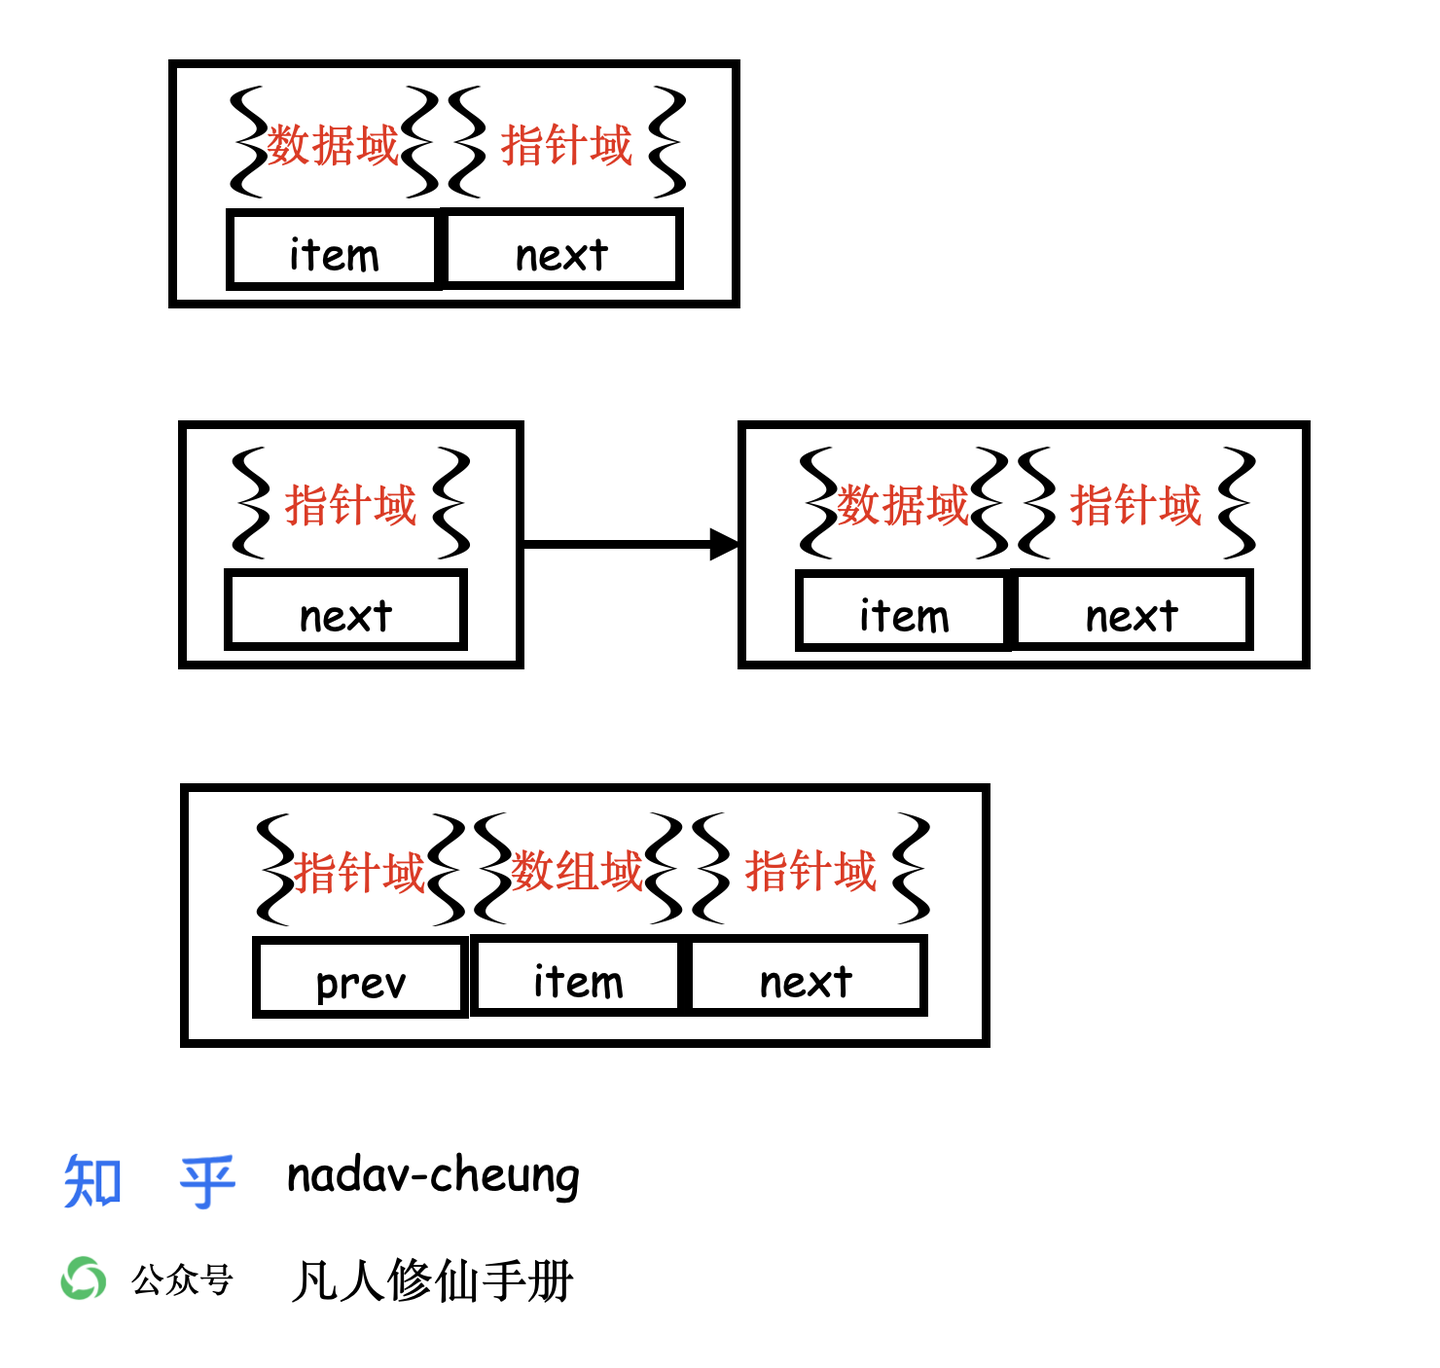 数据域 指针域
item next
指针域 数据域 指针域
next item next
指针域 数组域 指针域
prev item next
知乎 nadav-cheung
公众号 凡人修仙手册